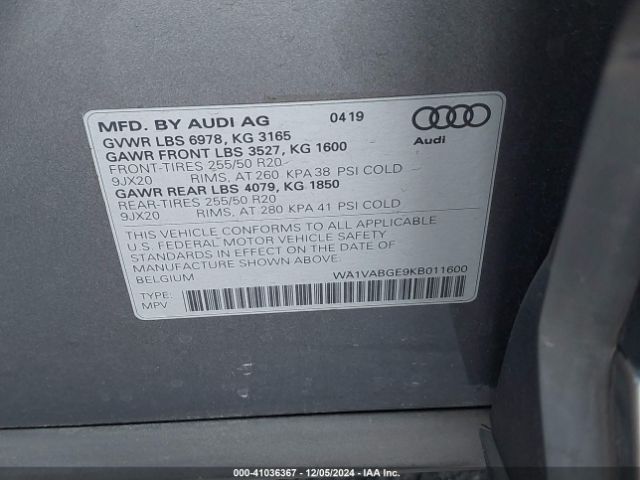 MFD. BY AUDI AG 0419
GVWR LBS 6978, KG 3165
GAWR FRONT LBS 3527, KG 1600
FRONT-TIRES 255/50 R20
9JX20 RIMS, AT 260 KPA 38 PSI COLD
GAWR REAR LBS 4079, KG 1850
REAR-TIRES 255/50 R20
9JX20 RIMS, AT 280 KPA 41 PSI COLD
Audi
THIS VEHICLE CONFORMS TO ALL APPLICABLE
U.S. FEDERAL MOTOR VEHICLE SAFETY
STANDARDS IN EFFECT ON THE DATE OF
MANUFACTURE SHOWN ABOVE.
BELGIUM WA1VABGE9KB011600
TYPE:
MPV
000-41036367 - 12/05/2024 - IAA Inc.